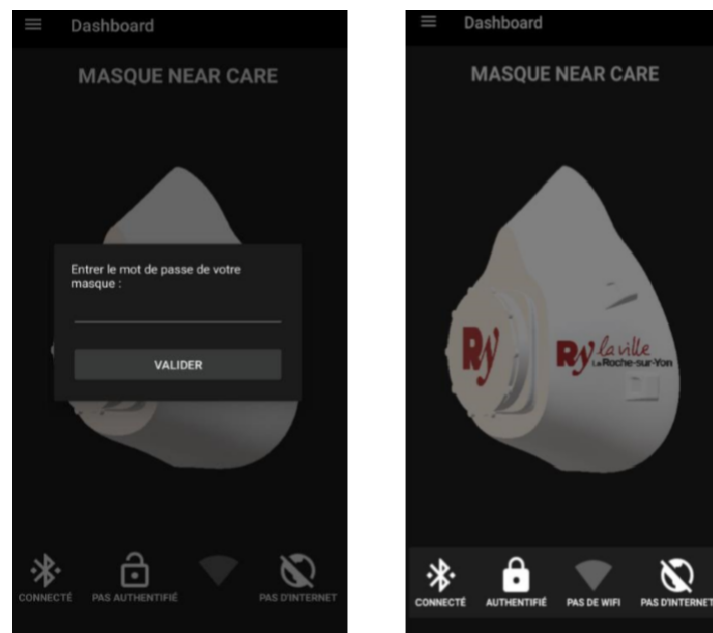 Dashboard
MASQUE NEAR CARE
Entrer le mot de passe de votre
masque :
VALIDER
Ry
CONNECTÉ
PAS AUTHENTIFIÉ
PAS D'INTERNET
Dashboard
MASQUE NEAR CARE
Ry
Ry la ville
La Roche-sur-Yon
CONNECTÉ
AUTHENTIFIÉ
PAS DE WIFI
PAS D'INTERNET